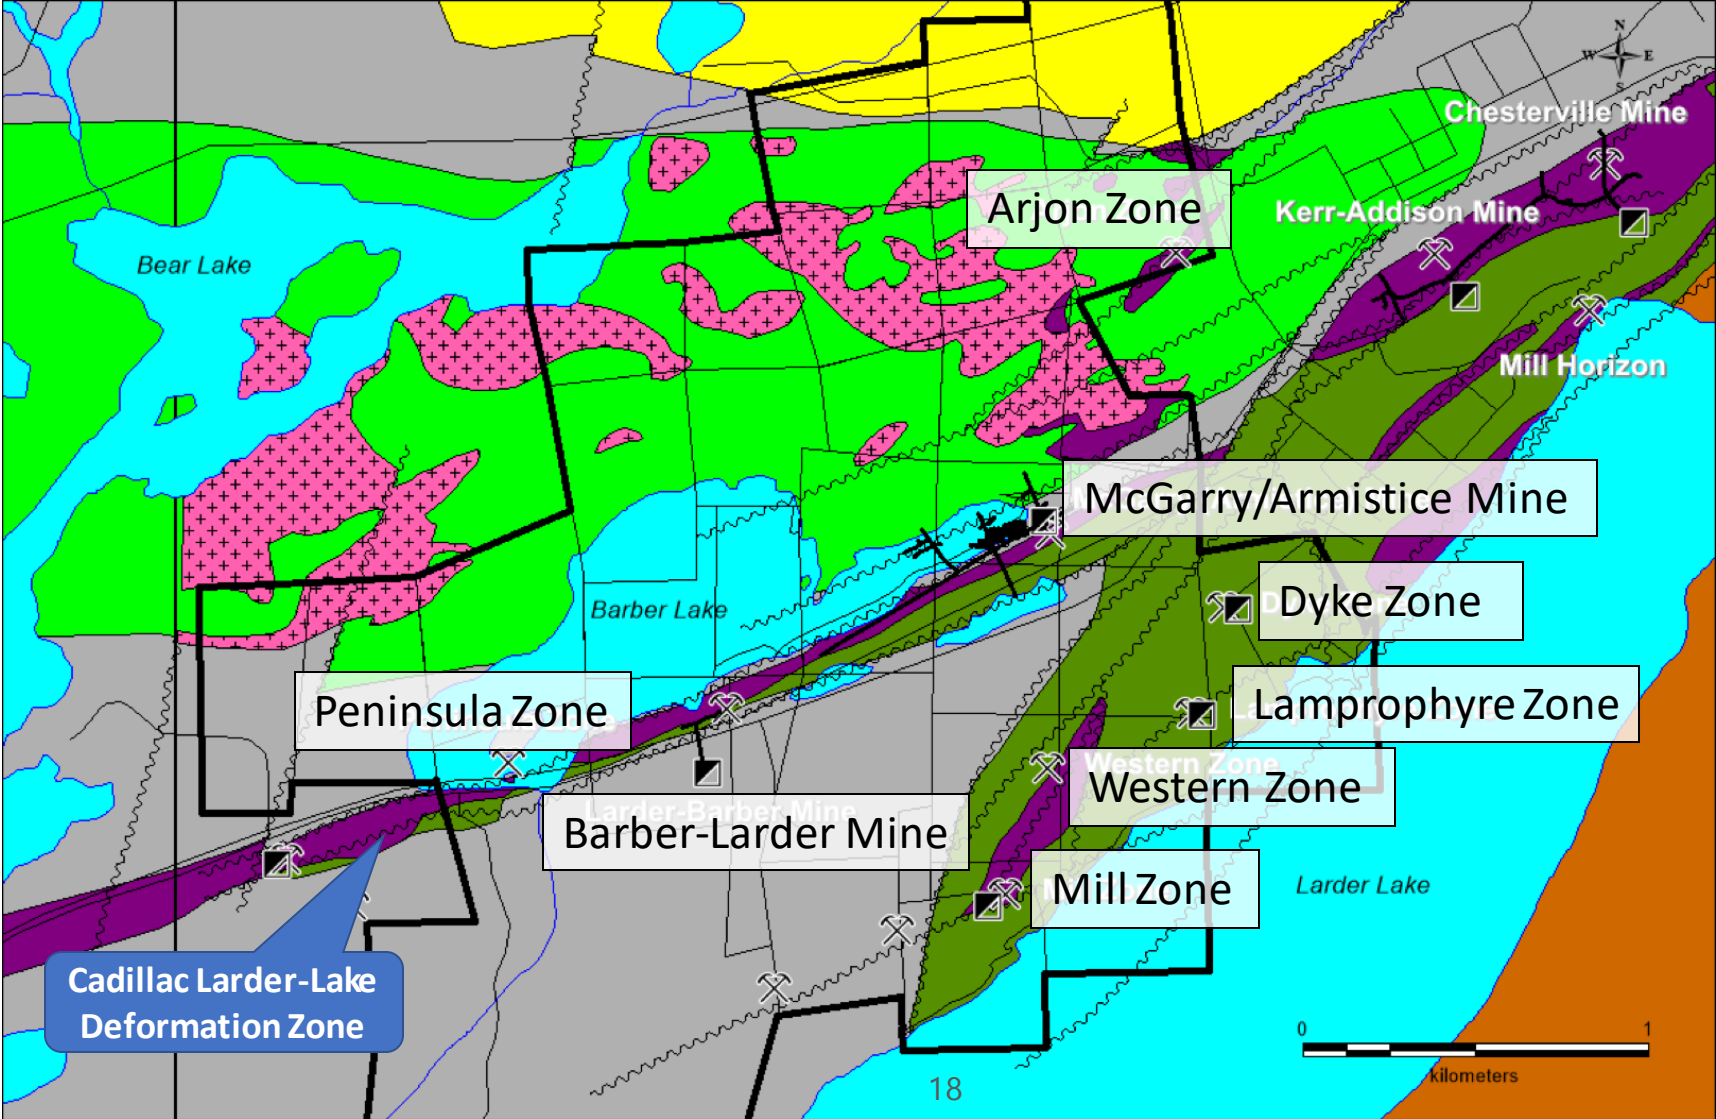 N
W E
S
Chesterville Mine
Arjon Zone
Kerr-Addison Mine
Bear Lake
Mill Horizon
McGarry/Armistice Mine
Dyke Zone
Barber Lake
Peninsula Zone
Lamprophyre Zone
Western Zone
Western Zone
Larder-Barber Mine
Barber-Larder Mine
Mill Zone
Larder Lake
Cadillac Larder-Lake
Deformation Zone
0 1
kilometers
18